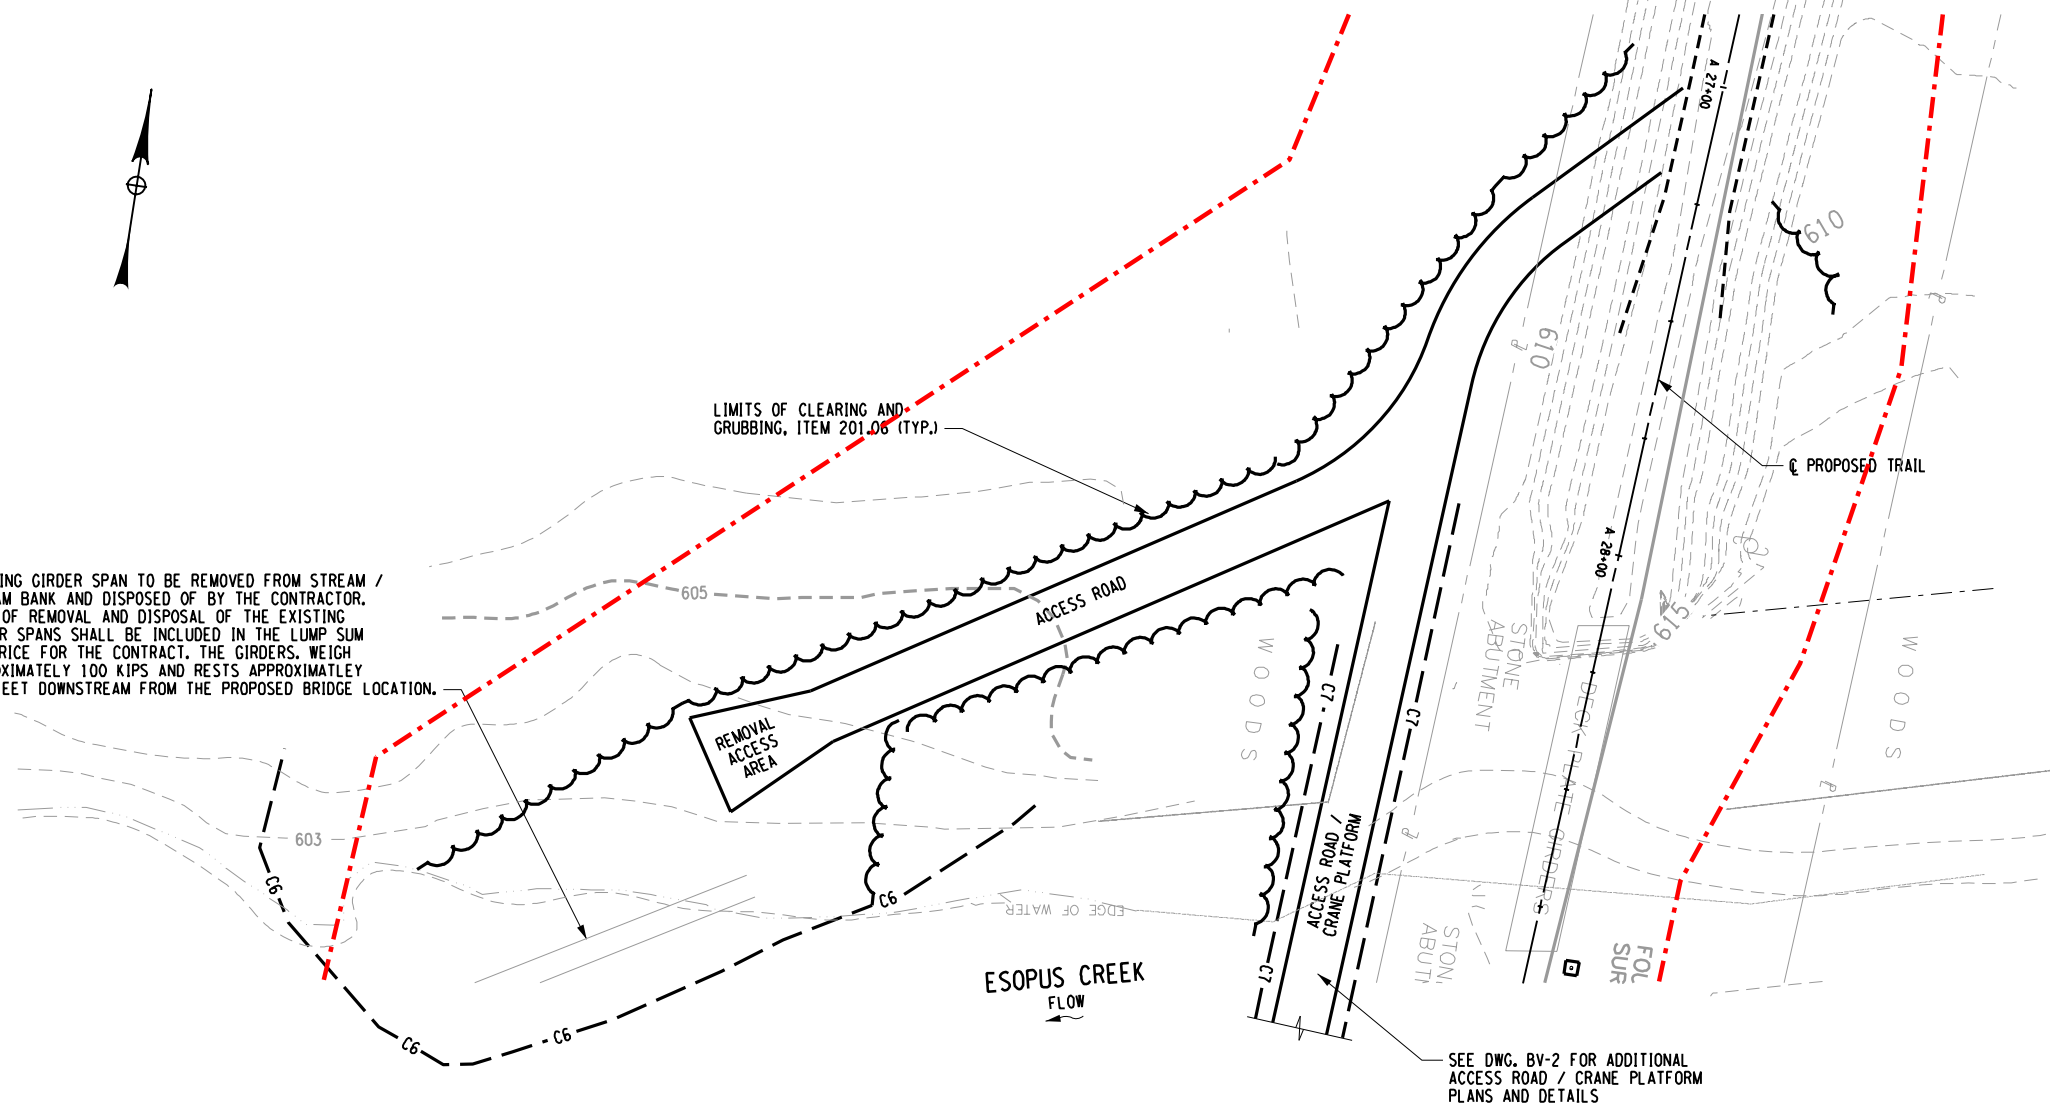 A 27+00
610
610
LIMITS OF CLEARING AND
GRUBBING, ITEM 201.06 (TYP.)
℄ PROPOSED TRAIL
A 28+00
ING GIRDER SPAN TO BE REMOVED FROM STREAM /
AM BANK AND DISPOSED OF BY THE CONTRACTOR.
OF REMOVAL AND DISPOSAL OF THE EXISTING
R SPANS SHALL BE INCLUDED IN THE LUMP SUM
RICE FOR THE CONTRACT. THE GIRDERS. WEIGH
OXIMATELY 100 KIPS AND RESTS APPROXIMATLEY
EET DOWNSTREAM FROM THE PROPOSED BRIDGE LOCATION.
605
ACCESS ROAD
615
STONE
ABUTMENT
WOODS
WOODS
C7
C7
REMOVAL
ACCESS
AREA
DECK PLATE GIRDERS
603
ACCESS ROAD /
CRANE PLATFORM
C6
C6
EDGE OF WATER
STON
ABUT
FOU
SUR
C7
ESOPUS CREEK
FLOW
C6
C6
SEE DWG. BV-2 FOR ADDITIONAL
ACCESS ROAD / CRANE PLATFORM
PLANS AND DETAILS